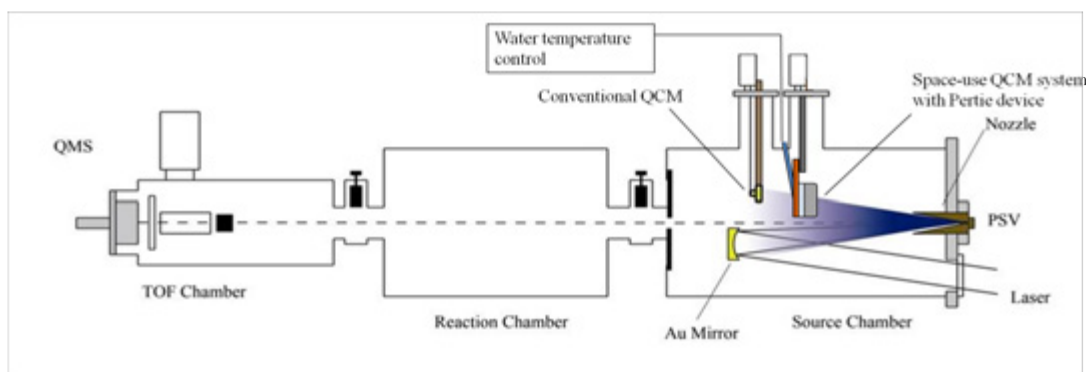 Water temperature
control
Space-use QCM system
with Pertie device
Conventional QCM
Nozzle
QMS
PSV
TOF Chamber
Laser
Reaction Chamber
Source Chamber
Au Mirror